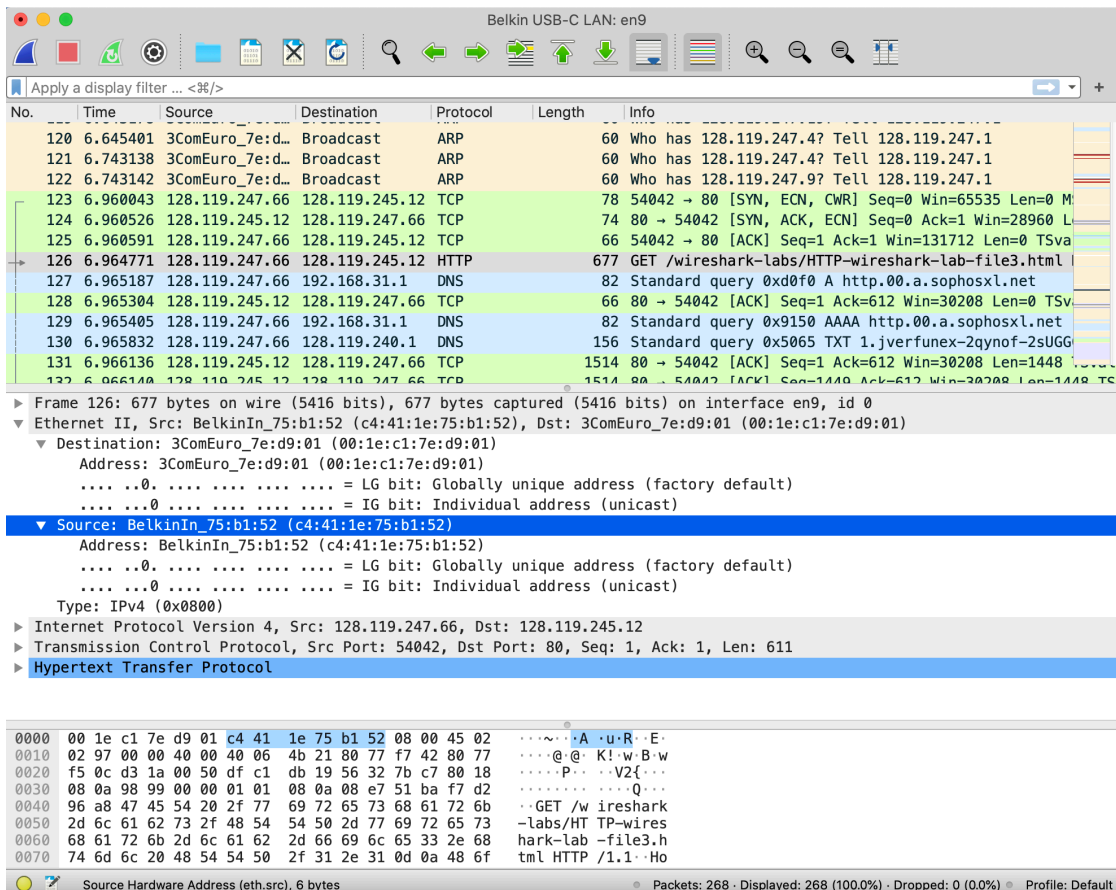 Belkin USB-C LAN: en9
Apply a display filter ... <⌘/>
+
No. Time Source Destination Protocol Length Info
120 6.645401 3ComEuro_7e:d… Broadcast ARP 60 Who has 128.119.247.4? Tell 128.119.247.1
121 6.743138 3ComEuro_7e:d… Broadcast ARP 60 Who has 128.119.247.4? Tell 128.119.247.1
122 6.743142 3ComEuro_7e:d… Broadcast ARP 60 Who has 128.119.247.9? Tell 128.119.247.1
123 6.960043 128.119.247.66 128.119.245.12 TCP 78 54042 → 80 [SYN, ECN, CWR] Seq=0 Win=65535 Len=0 M
124 6.960526 128.119.245.12 128.119.247.66 TCP 74 80 → 54042 [SYN, ACK, ECN] Seq=0 Ack=1 Win=28960 L
125 6.960591 128.119.247.66 128.119.245.12 TCP 66 54042 → 80 [ACK] Seq=1 Ack=1 Win=131712 Len=0 TSva
126 6.964771 128.119.247.66 128.119.245.12 HTTP 677 GET /wireshark-labs/HTTP-wireshark-lab-file3.html
127 6.965187 128.119.247.66 192.168.31.1 DNS 82 Standard query 0xd0f0 A http.00.a.sophosxl.net
128 6.965304 128.119.245.12 128.119.247.66 TCP 66 80 → 54042 [ACK] Seq=1 Ack=612 Win=30208 Len=0 TSv
129 6.965405 128.119.247.66 192.168.31.1 DNS 82 Standard query 0x9150 AAAA http.00.a.sophosxl.net
130 6.965832 128.119.247.66 128.119.240.1 DNS 156 Standard query 0x5065 TXT 1.jverfunex-2qynof-2sUGG
131 6.966136 128.119.245.12 128.119.247.66 TCP 1514 80 → 54042 [ACK] Seq=1 Ack=612 Win=30208 Len=1448
132 6.966140 128.119.245.12 128.119.247.66 TCP 1514 80 → 54042 [ACK] Seq=1449 Ack=612 Win=30208 Len=1448 TS
Frame 126: 677 bytes on wire (5416 bits), 677 bytes captured (5416 bits) on interface en9, id 0
Ethernet II, Src: BelkinIn_75:b1:52 (c4:41:1e:75:b1:52), Dst: 3ComEuro_7e:d9:01 (00:1e:c1:7e:d9:01)
Destination: 3ComEuro_7e:d9:01 (00:1e:c1:7e:d9:01)
Address: 3ComEuro_7e:d9:01 (00:1e:c1:7e:d9:01)
.... ..0. .... .... .... .... = LG bit: Globally unique address (factory default)
.... ...0 .... .... .... .... = IG bit: Individual address (unicast)
Source: BelkinIn_75:b1:52 (c4:41:1e:75:b1:52)
Address: BelkinIn_75:b1:52 (c4:41:1e:75:b1:52)
.... ..0. .... .... .... .... = LG bit: Globally unique address (factory default)
.... ...0 .... .... .... .... = IG bit: Individual address (unicast)
Type: IPv4 (0x0800)
Internet Protocol Version 4, Src: 128.119.247.66, Dst: 128.119.245.12
Transmission Control Protocol, Src Port: 54042, Dst Port: 80, Seq: 1, Ack: 1, Len: 611
Hypertext Transfer Protocol
0000 00 1e c1 7e d9 01 c4 41 1e 75 b1 52 08 00 45 02 ···~···A ·u·R··E·
0010 02 97 00 00 40 00 40 06 4b 21 80 77 f7 42 80 77 ····@·@· K!·w·B·w
0020 f5 0c d3 1a 00 50 df c1 db 19 56 32 7b c7 80 18 ·····P·· ··V2{···
0030 08 0a 98 99 00 00 01 01 08 0a 08 e7 51 ba f7 d2 ········ ····Q···
0040 96 a8 47 45 54 20 2f 77 69 72 65 73 68 61 72 6b ··GET /w ireshark
0050 2d 6c 61 62 73 2f 48 54 54 50 2d 77 69 72 65 73 -labs/HT TP-wires
0060 68 61 72 6b 2d 6c 61 62 2d 66 69 6c 65 33 2e 68 hark-lab -file3.h
0070 74 6d 6c 20 48 54 54 50 2f 31 2e 31 0d 0a 48 6f tml HTTP /1.1··Ho
Source Hardware Address (eth.src), 6 bytes Packets: 268 · Displayed: 268 (100.0%) · Dropped: 0 (0.0%) Profile: Default